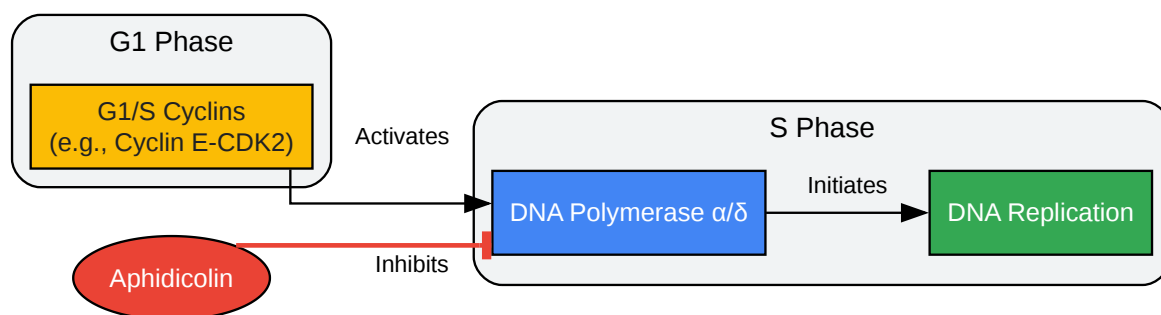 G1 Phase
G1/S Cyclins
(e.g., Cyclin E-CDK2)
Activates
S Phase
DNA Polymerase α/δ
Initiates
DNA Replication
Inhibits
Aphidicolin